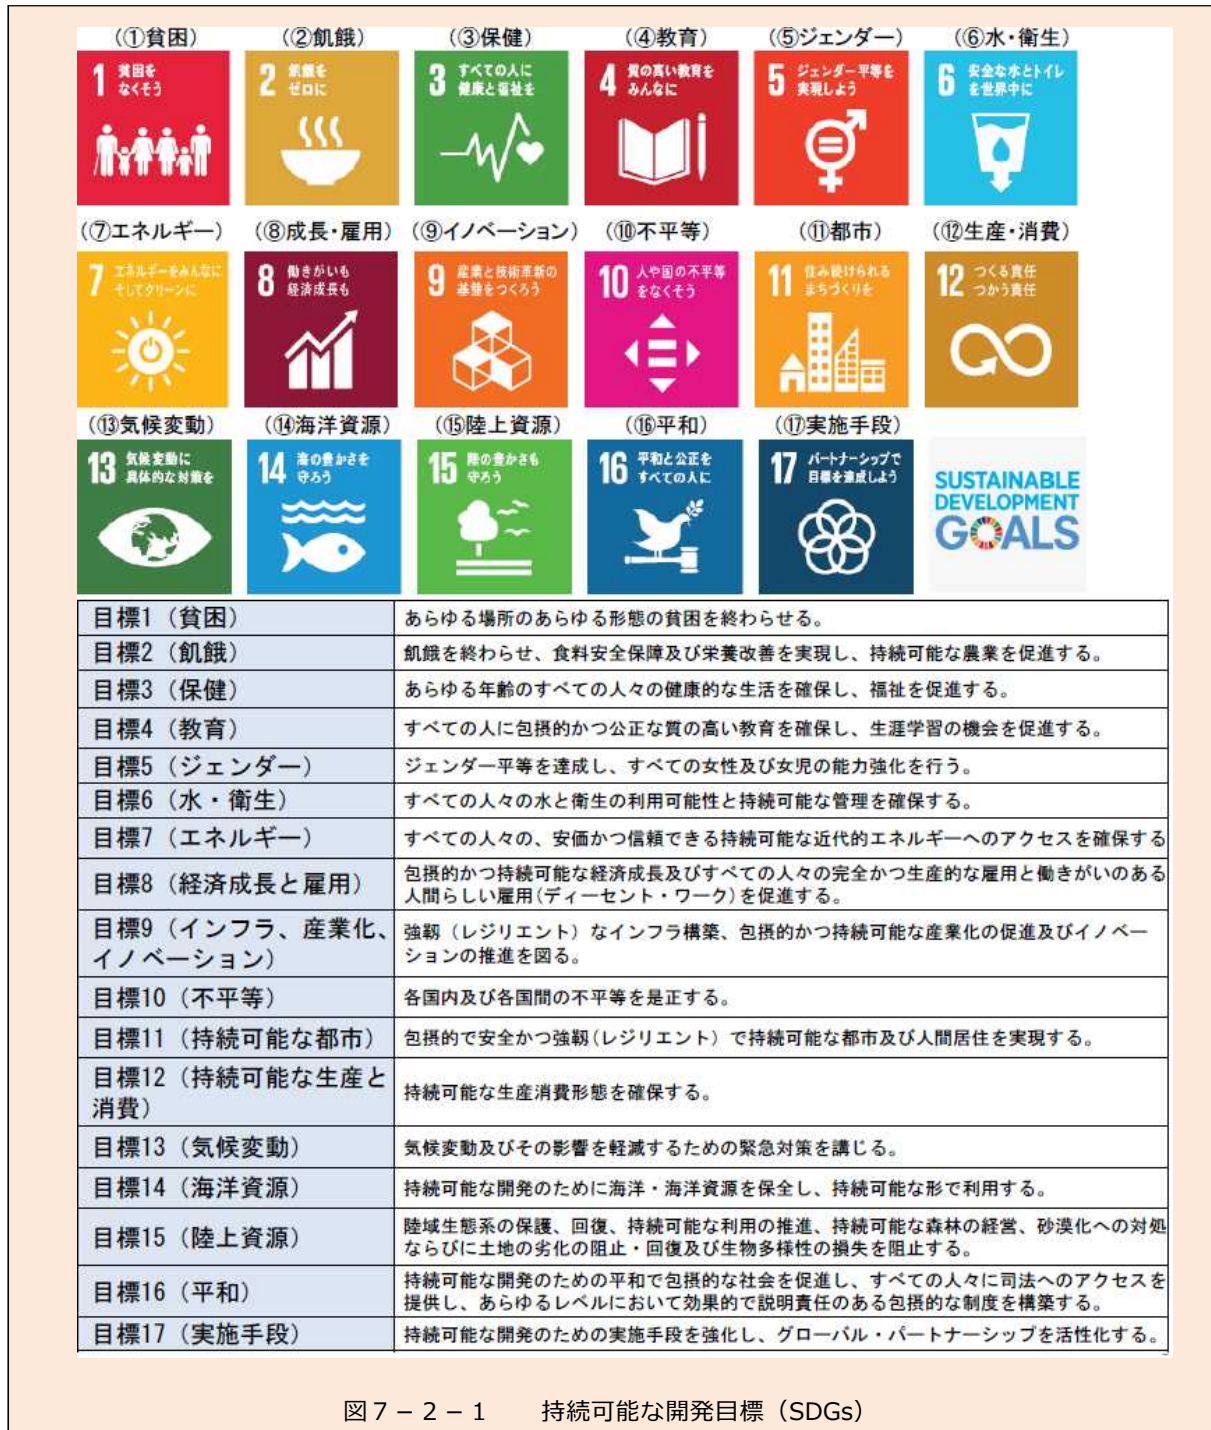 (①貧困) (②飢餓) (③保健) (④教育) (⑤ジェンダー) (⑥水・衛生)
1 貧困をなくそう
2 飢餓をゼロに
3 すべての人に健康と福祉を
4 質の高い教育をみんなに
5 ジェンダー平等を実現しよう
6 安全な水とトイレを世界中に
(⑦エネルギー) (⑧成長・雇用) (⑨イノベーション) (⑩不平等) (⑪都市) (⑫生産・消費)
7 エネルギーをみんなにそしてクリーンに
8 働きがいも経済成長も
9 産業と技術革新の基盤をつくろう
10 人や国の不平等をなくそう
11 住み続けられるまちづくりを
12 つくる責任つかう責任
(⑬気候変動) (⑭海洋資源) (⑮陸上資源) (⑯平和) (⑰実施手段)
13 気候変動に具体的な対策を
14 海の豊かさを守ろう
15 陸の豊かさも守ろう
16 平和と公正をすべての人に
17 パートナーシップで目標を達成しよう
SUSTAINABLE
DEVELOPMENT
GOALS
目標1（貧困） あらゆる場所のあらゆる形態の貧困を終わらせる。
目標2（飢餓） 飢餓を終わらせ、食料安全保障及び栄養改善を実現し、持続可能な農業を促進する。
目標3（保健） あらゆる年齢のすべての人々の健康的な生活を確保し、福祉を促進する。
目標4（教育） すべての人に包摂的かつ公正な質の高い教育を確保し、生涯学習の機会を促進する。
目標5（ジェンダー） ジェンダー平等を達成し、すべての女性及び女児の能力強化を行う。
目標6（水・衛生） すべての人々の水と衛生の利用可能性と持続可能な管理を確保する。
目標7（エネルギー） すべての人々の、安価かつ信頼できる持続可能な近代的エネルギーへのアクセスを確保する
目標8（経済成長と雇用） 包摂的かつ持続可能な経済成長及びすべての人々の完全かつ生産的な雇用と働きがいのある
人間らしい雇用(ディーセント・ワーク)を促進する。
目標9（インフラ、産業化、
イノベーション）
強靱（レジリエント）なインフラ構築、包摂的かつ持続可能な産業化の促進及びイノベー
ションの推進を図る。
目標10（不平等） 各国内及び各国間の不平等を是正する。
目標11（持続可能な都市） 包摂的で安全かつ強靱(レジリエント）で持続可能な都市及び人間居住を実現する。
目標12（持続可能な生産と
消費）
持続可能な生産消費形態を確保する。
目標13（気候変動） 気候変動及びその影響を軽減するための緊急対策を講じる。
目標14（海洋資源） 持続可能な開発のために海洋・海洋資源を保全し、持続可能な形で利用する。
目標15（陸上資源） 陸域生態系の保護、回復、持続可能な利用の推進、持続可能な森林の経営、砂漠化への対処
ならびに土地の劣化の阻止・回復及び生物多様性の損失を阻止する。
目標16（平和） 持続可能な開発のための平和で包摂的な社会を促進し、すべての人々に司法へのアクセスを
提供し、あらゆるレベルにおいて効果的で説明責任のある包摂的な制度を構築する。
目標17（実施手段） 持続可能な開発のための実施手段を強化し、グローバル・パートナーシップを活性化する。
図７－２－１ 持続可能な開発目標（SDGs）